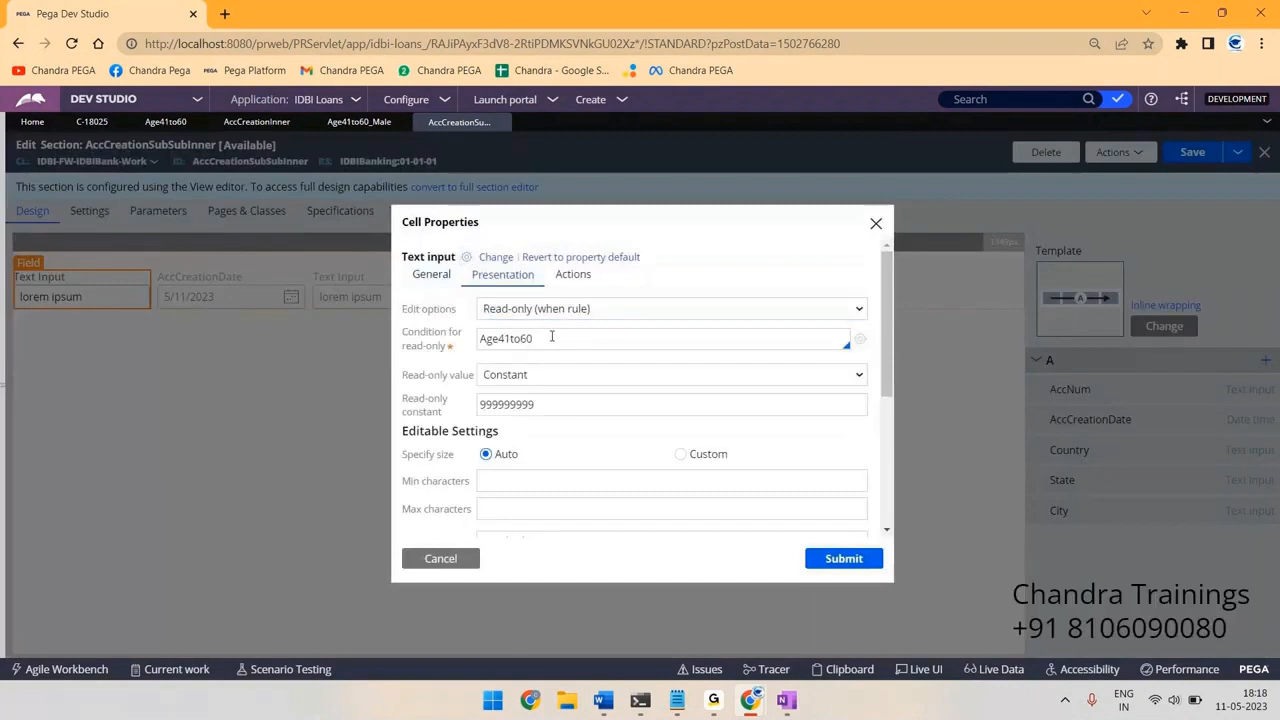 Pega Dev Studio
http://localhost:8080/prweb/PRServlet/app/idbi-loans_/RAJiPAyxF3dV8-2RtiPDMKSVNkGU02Xz*/!STANDARD?pzPostData=1502766280
Chandra PEGA
Chandra Pega
Pega Platform
Chandra PEGA
Chandra PEGA
Chandra - Google S...
Chandra PEGA
DEV STUDIO
Application: IDBI Loans
Configure
Launch portal
Create
Search
DEVELOPMENT
Home
C-18025
Age41to60
AccCreationInner
Age41to60_Male
AccCreationSu...
Edit Section: AccCreationSubSubInner [Available]
CL: IDBI-FW-IDBIBank-Work
ID: AccCreationSubSubInner
RS: IDBIBanking:01-01-01
Delete
Actions
Save
This section is configured using the View editor. To access full design capabilities convert to full section editor
Design
Settings
Parameters
Pages & Classes
Specifications
Field
Text Input
lorem ipsum
AccCreationDate
5/11/2023
Text Input
lorem ipsum
Cell Properties
Text input
Change
Revert to property default
General
Presentation
Actions
Edit options
Read-only (when rule)
Condition for
read-only *
Age41to60
Read-only value
Constant
Read-only
constant
999999999
Editable Settings
Specify size
Auto
Custom
Min characters
Max characters
Cancel
Submit
Template
A
Inline wrapping
Change
A
AccNum
Text input
AccCreationDate
Date time
Country
Text input
State
Text input
City
Text input
Chandra Trainings
+91 8106090080
Agile Workbench
Current work
Scenario Testing
Issues
Tracer
Clipboard
Live UI
Live Data
Accessibility
Performance
PEGA
ENG
IN
18:18
11-05-2023